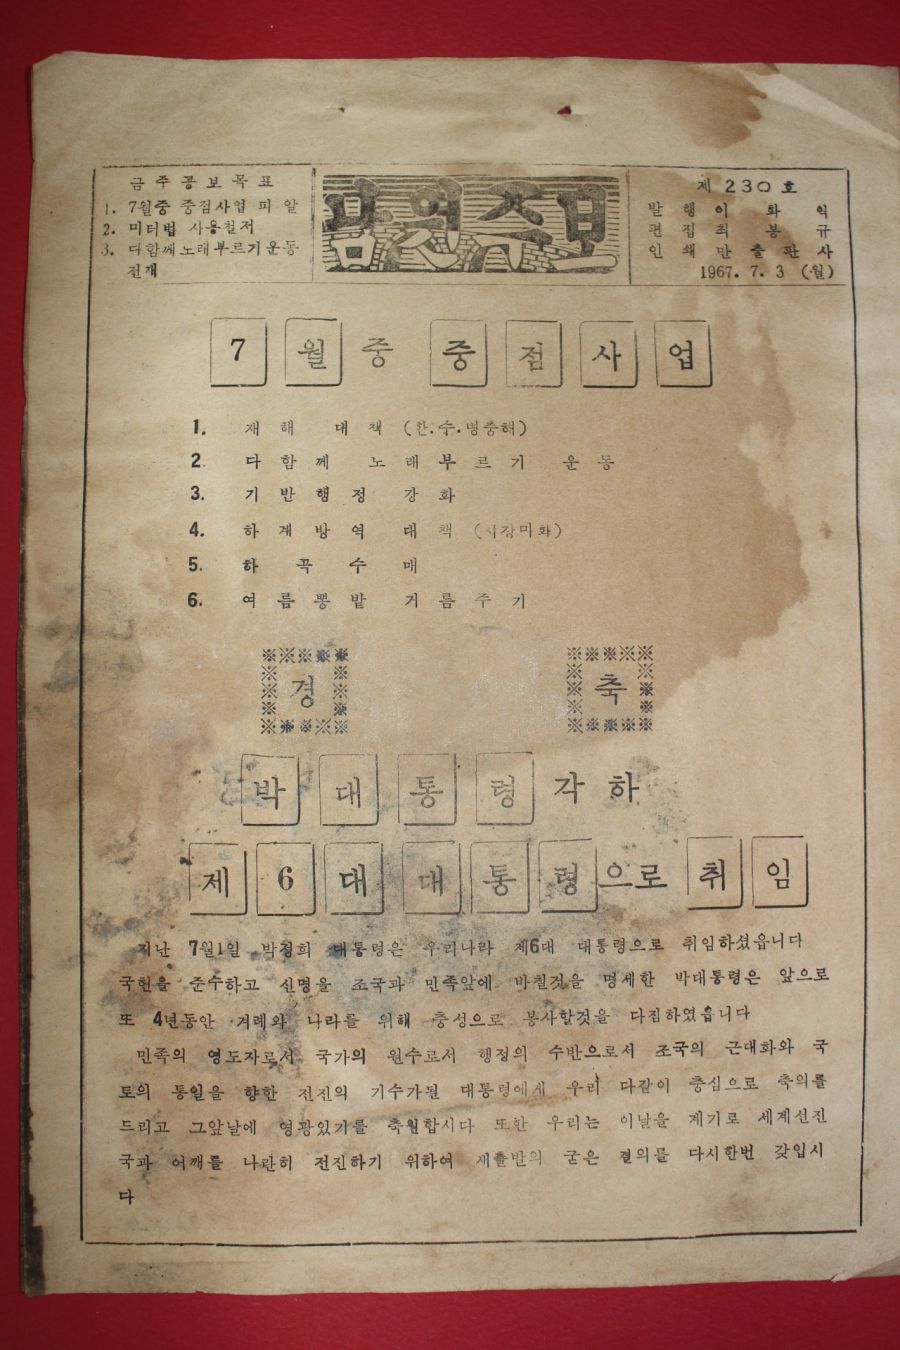 금주공보목표
1. 7월중 중점사업 피알
2. 미터법 사용철저
3. 다함께노래부르기운동
전개
주보
제 230 호
발행 이화익
편집 최봉규
인쇄 만출판사
1967. 7. 3 (월)
7월중 중점사업
1. 재해 대책 (한.수.병충해)
2. 다함께 노래부르기 운동
3. 기반행정 강화
4. 하계방역 대책 (시장미화)
5. 하곡수매
6. 여름뽕밭 거름주기
경 축
박대통령각하
제6대대통령으로취임
지난 7월1일 박정희 대통령은 우리나라 제6대 대통령으로 취임하셨읍니다
국헌을 준수하고 신명을 조국과 민족앞에 바칠것을 명세한 박대통령은 앞으로
또 4년동안 겨레와 나라를 위해 충성으로 봉사할것을 다짐하였읍니다
민족의 영도자로서 국가의 원수로서 행정의 수반으로서 조국의 근대화와 국
토의 통일을 향한 전진의 기수가될 대통령에게 우리 다같이 충심으로 축의를
드리고 그앞날에 영광있기를 축원합시다 또한 우리는 이날을 계기로 세계선진
국과 어깨를 나란히 전진하기 위하여 새출발의 굳은 결의를 다시한번 갖입시
다